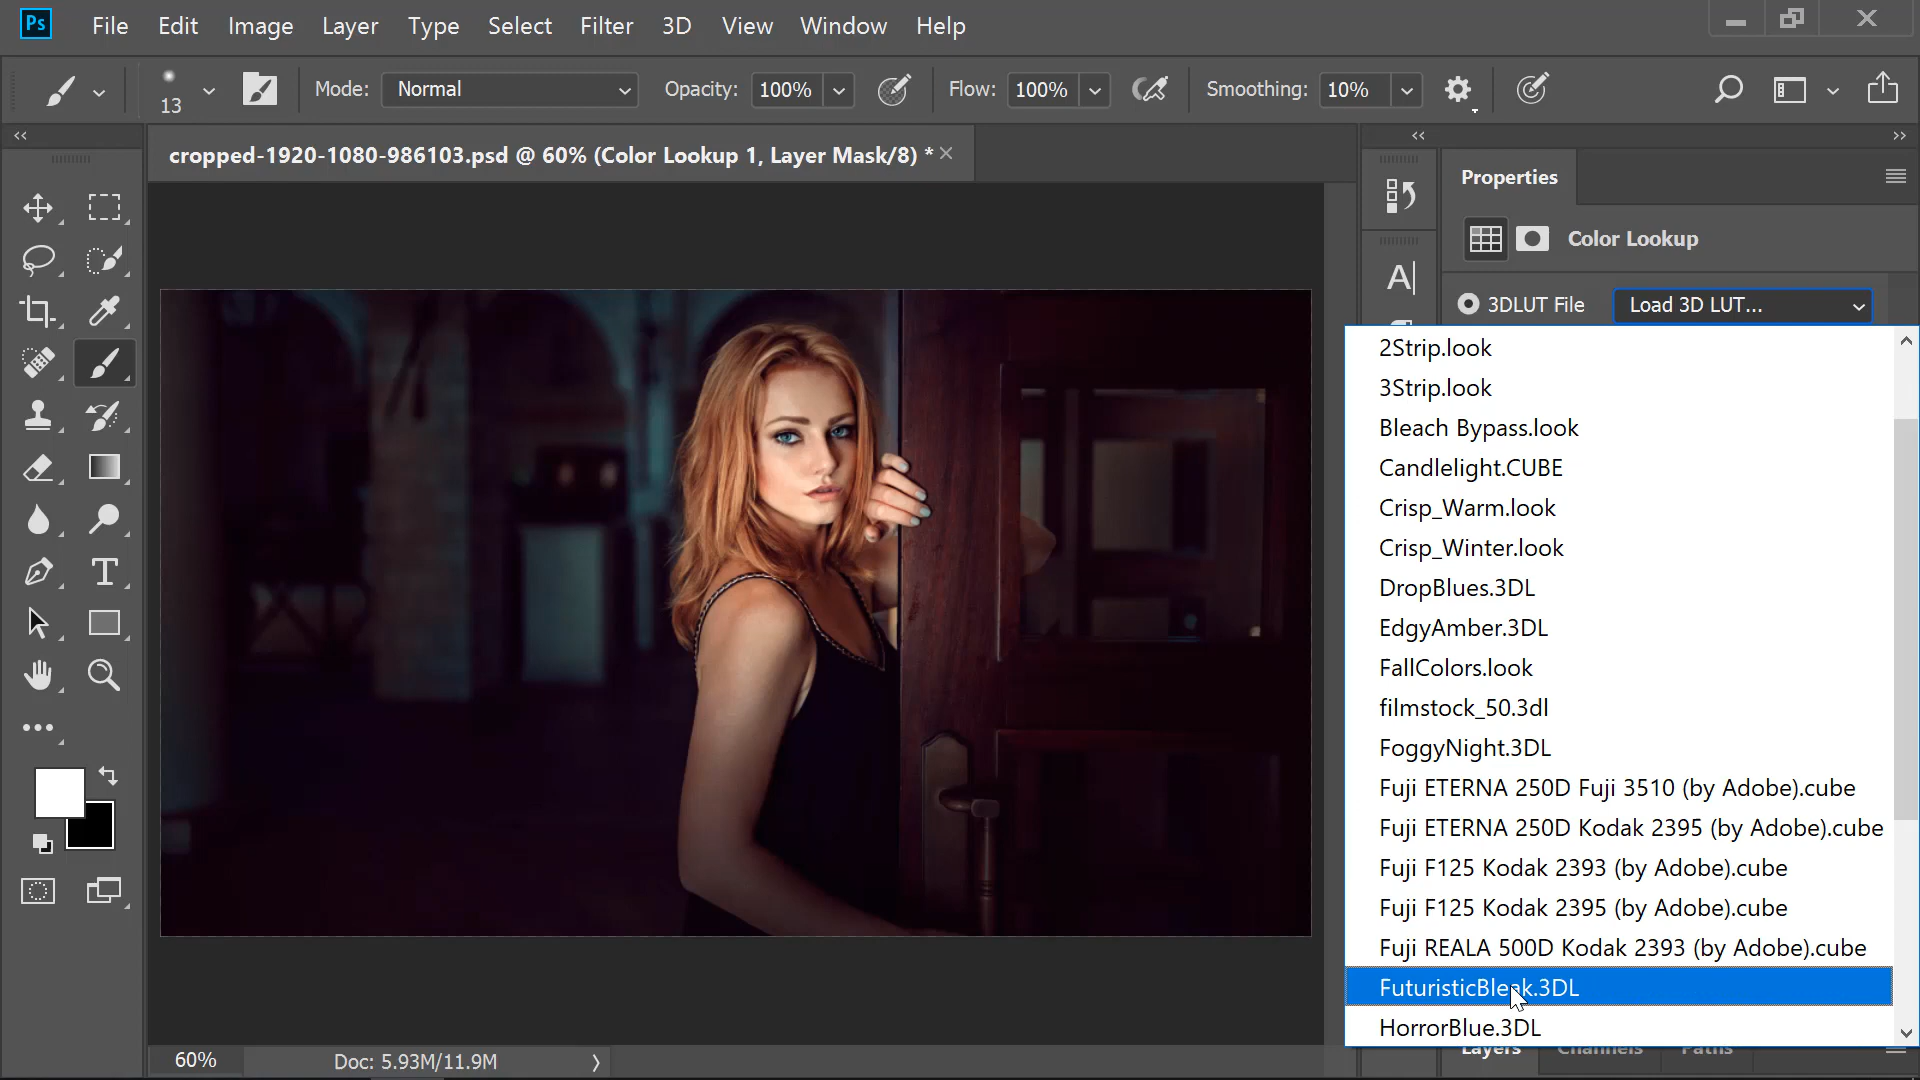 Ps File Edit Image Layer Type Select Filter 3D View Window Help
13 Mode: Normal Opacity: 100% Flow: 100% Smoothing: 10%
cropped-1920-1080-986103.psd @ 60% (Color Lookup 1, Layer Mask/8) *
Properties
Color Lookup
3DLUT File Load 3D LUT...
2Strip.look
3Strip.look
Bleach Bypass.look
Candlelight.CUBE
Crisp_Warm.look
Crisp_Winter.look
DropBlues.3DL
EdgyAmber.3DL
FallColors.look
filmstock_50.3dl
FoggyNight.3DL
Fuji ETERNA 250D Fuji 3510 (by Adobe).cube
Fuji ETERNA 250D Kodak 2395 (by Adobe).cube
Fuji F125 Kodak 2393 (by Adobe).cube
Fuji F125 Kodak 2395 (by Adobe).cube
Fuji REALA 500D Kodak 2393 (by Adobe).cube
FuturisticBleak.3DL
HorrorBlue.3DL
Layers Channels Paths
60% Doc: 5.93M/11.9M